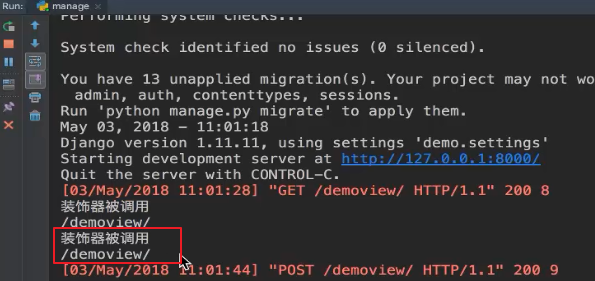 Run: manage
Performing system checks...
System check identified no issues (0 silenced).
You have 13 unapplied migration(s). Your project may not wo
admin, auth, contenttypes, sessions.
Run 'python manage.py migrate' to apply them.
May 03, 2018 - 11:01:18
Django version 1.11.11, using settings 'demo.settings'
Starting development server at http://127.0.0.1:8000/
Quit the server with CONTROL-C.
[03/May/2018 11:01:28] "GET /demoview/ HTTP/1.1" 200 8
装饰器被调用
/demoview/
装饰器被调用
/demoview/
[03/May/2018 11:01:44] "POST /demoview/ HTTP/1.1" 200 9